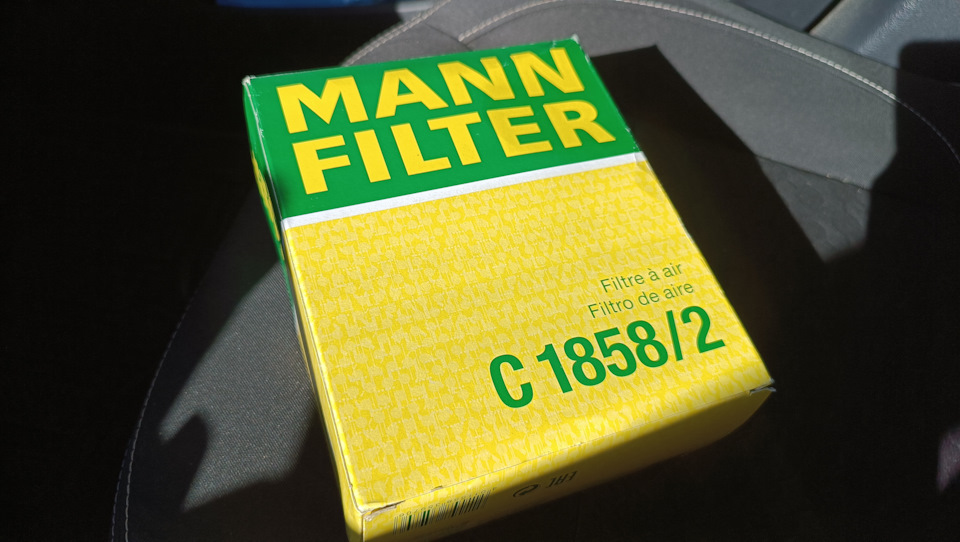 MANN
FILTER
Filtre à air
Filtro de aire
C 1858/2